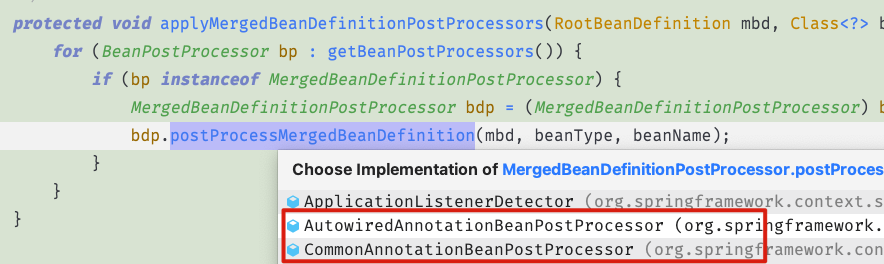 protected void applyMergedBeanDefinitionPostProcessors(RootBeanDefinition mbd, Class<?> b
for (BeanPostProcessor bp : getBeanPostProcessors()) {
if (bp instanceof MergedBeanDefinitionPostProcessor) {
MergedBeanDefinitionPostProcessor bdp = (MergedBeanDefinitionPostProcessor) b
bdp.postProcessMergedBeanDefinition(mbd, beanType, beanName);
}
Choose Implementation of MergedBeanDefinitionPostProcessor.postProces
}
ApplicationListenerDetector (org.springframework.context.s
}
AutowiredAnnotationBeanPostProcessor (org.springframework.
CommonAnnotationBeanPostProcessor (org.springframework.con